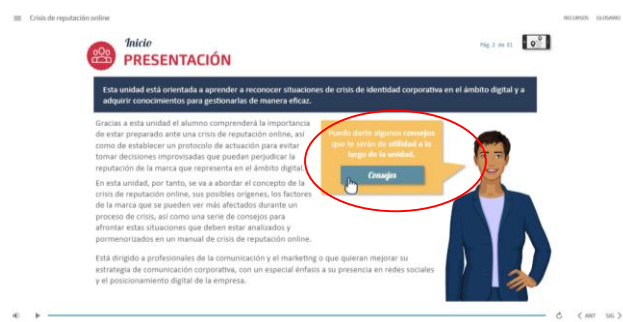 Crisis de reputación online
RECURSOS GLOSARIO
Inicio
PRESENTACIÓN
Pág 2 de 31
Esta unidad está orientada a aprender a reconocer situaciones de crisis de identidad corporativa en el ámbito digital y a
adquirir conocimientos para gestionarlas de manera eficaz.
Gracias a esta unidad el alumno comprenderá la importancia
de estar preparado ante una crisis de reputación online, así
como de establecer un protocolo de actuación para evitar
tomar decisiones improvisadas que puedan perjudicar la
reputación de la marca que representa en el ámbito digital.
En esta unidad, por tanto, se va a abordar el concepto de la
crisis de reputación online, sus posibles orígenes, los factores
de la marca que se pueden ver más afectados durante un
proceso de crisis, así como una serie de consejos para
afrontar estas situaciones que deben estar analizados y
pormenorizados en un manual de crisis de reputación online.
Puedo darte algunos consejos
que te serán de utilidad a lo
largo de la unidad.
Consejos
Está dirigido a profesionales de la comunicación y el marketing o que quieran mejorar su
estrategia de comunicación corporativa, con un especial énfasis a su presencia en redes sociales
y el posicionamiento digital de la empresa.
ANT SIG